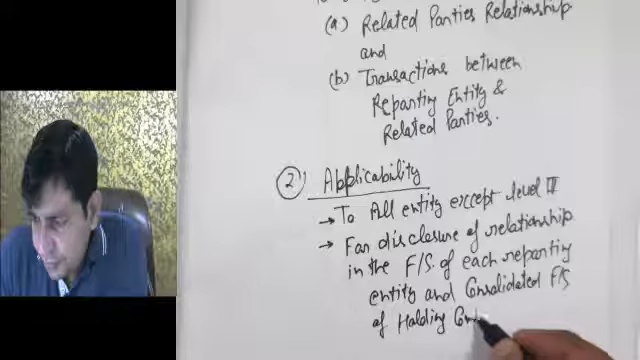 (a) Related Parties Relationship
and
(b) Transactions between
Reporting Entity &
Related Parties.
(2) Applicability
→ To All entity except level III
→ For disclosure of relationship
in the F/S. of each reporting
entity and Consolidated F/S
of Holding Com